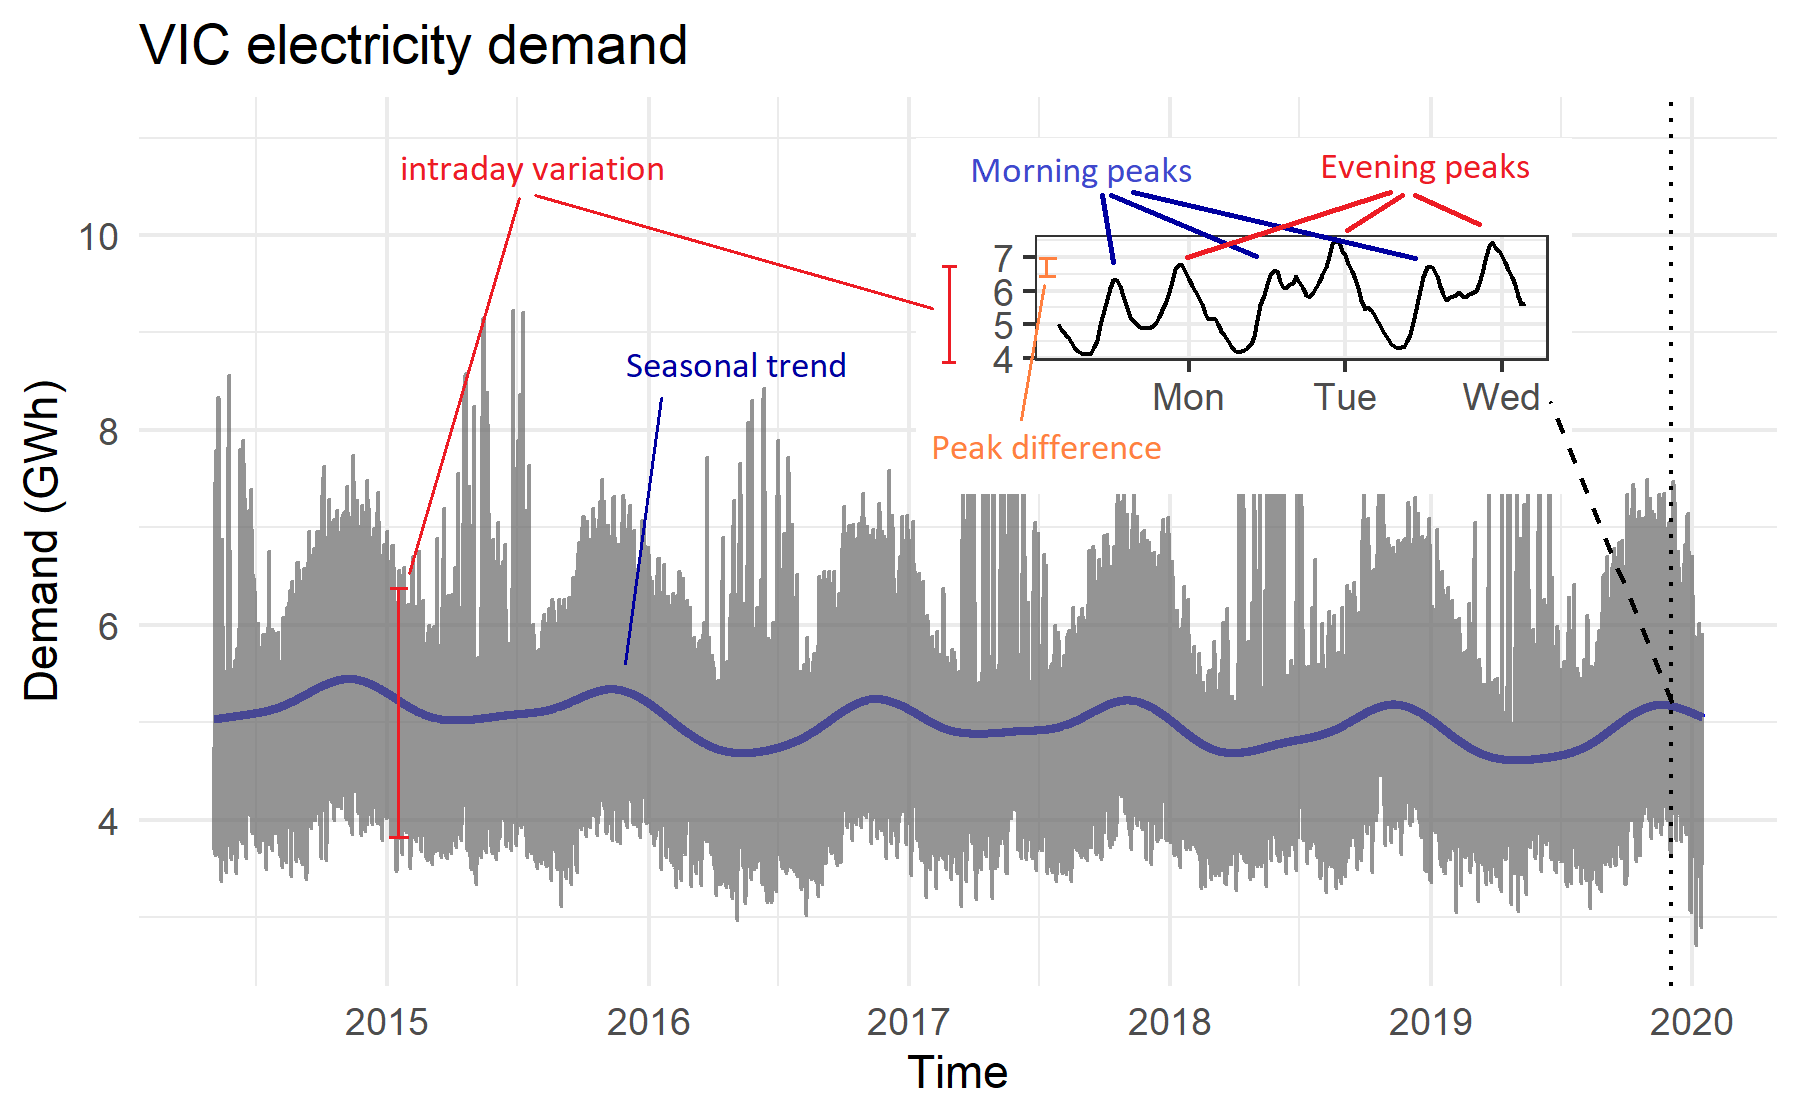 VIC electricity demand
intraday variation
Morning peaks
Evening peaks
10
7
6
5
4
Seasonal trend
Mon Tue Wed
8
Peak difference
Demand (GWh)
6
4
2015 2016 2017 2018 2019 2020
Time